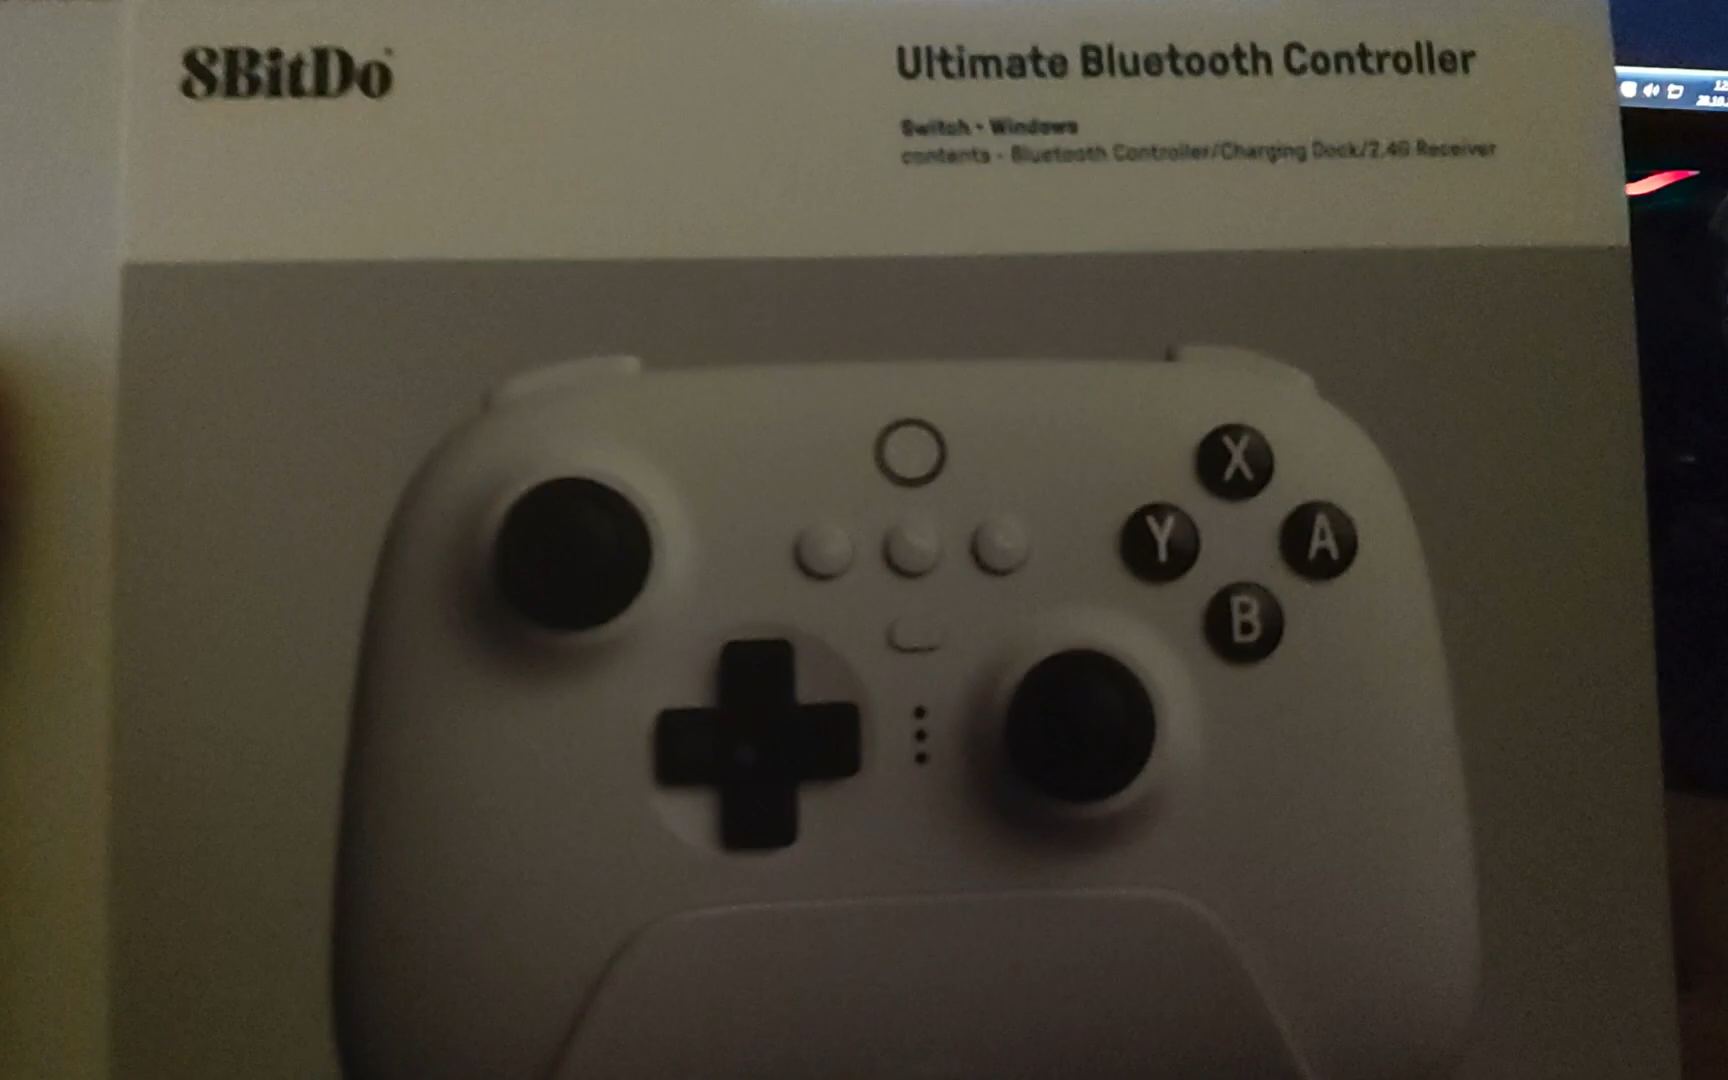 8BitDo
Ultimate Bluetooth Controller
Switch • Windows
contents - Bluetooth Controller/Charging Dock/2.4G Receiver
X
Y
A
B